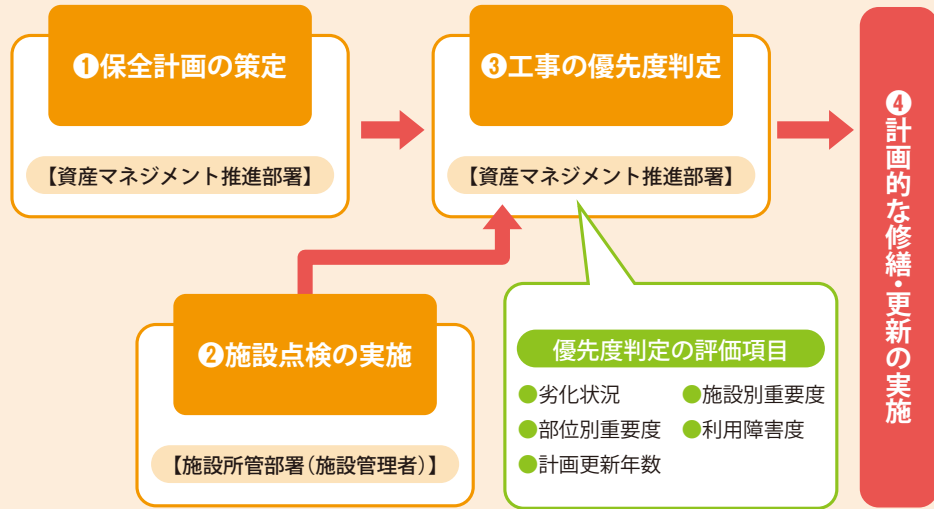 ❶保全計画の策定
【資産マネジメント推進部署】
❸工事の優先度判定
【資産マネジメント推進部署】
❷施設点検の実施
【施設所管部署(施設管理者)】
優先度判定の評価項目
●劣化状況
●施設別重要度
●部位別重要度
●利用障害度
●計画更新年数
❹計画的な修繕・更新の実施